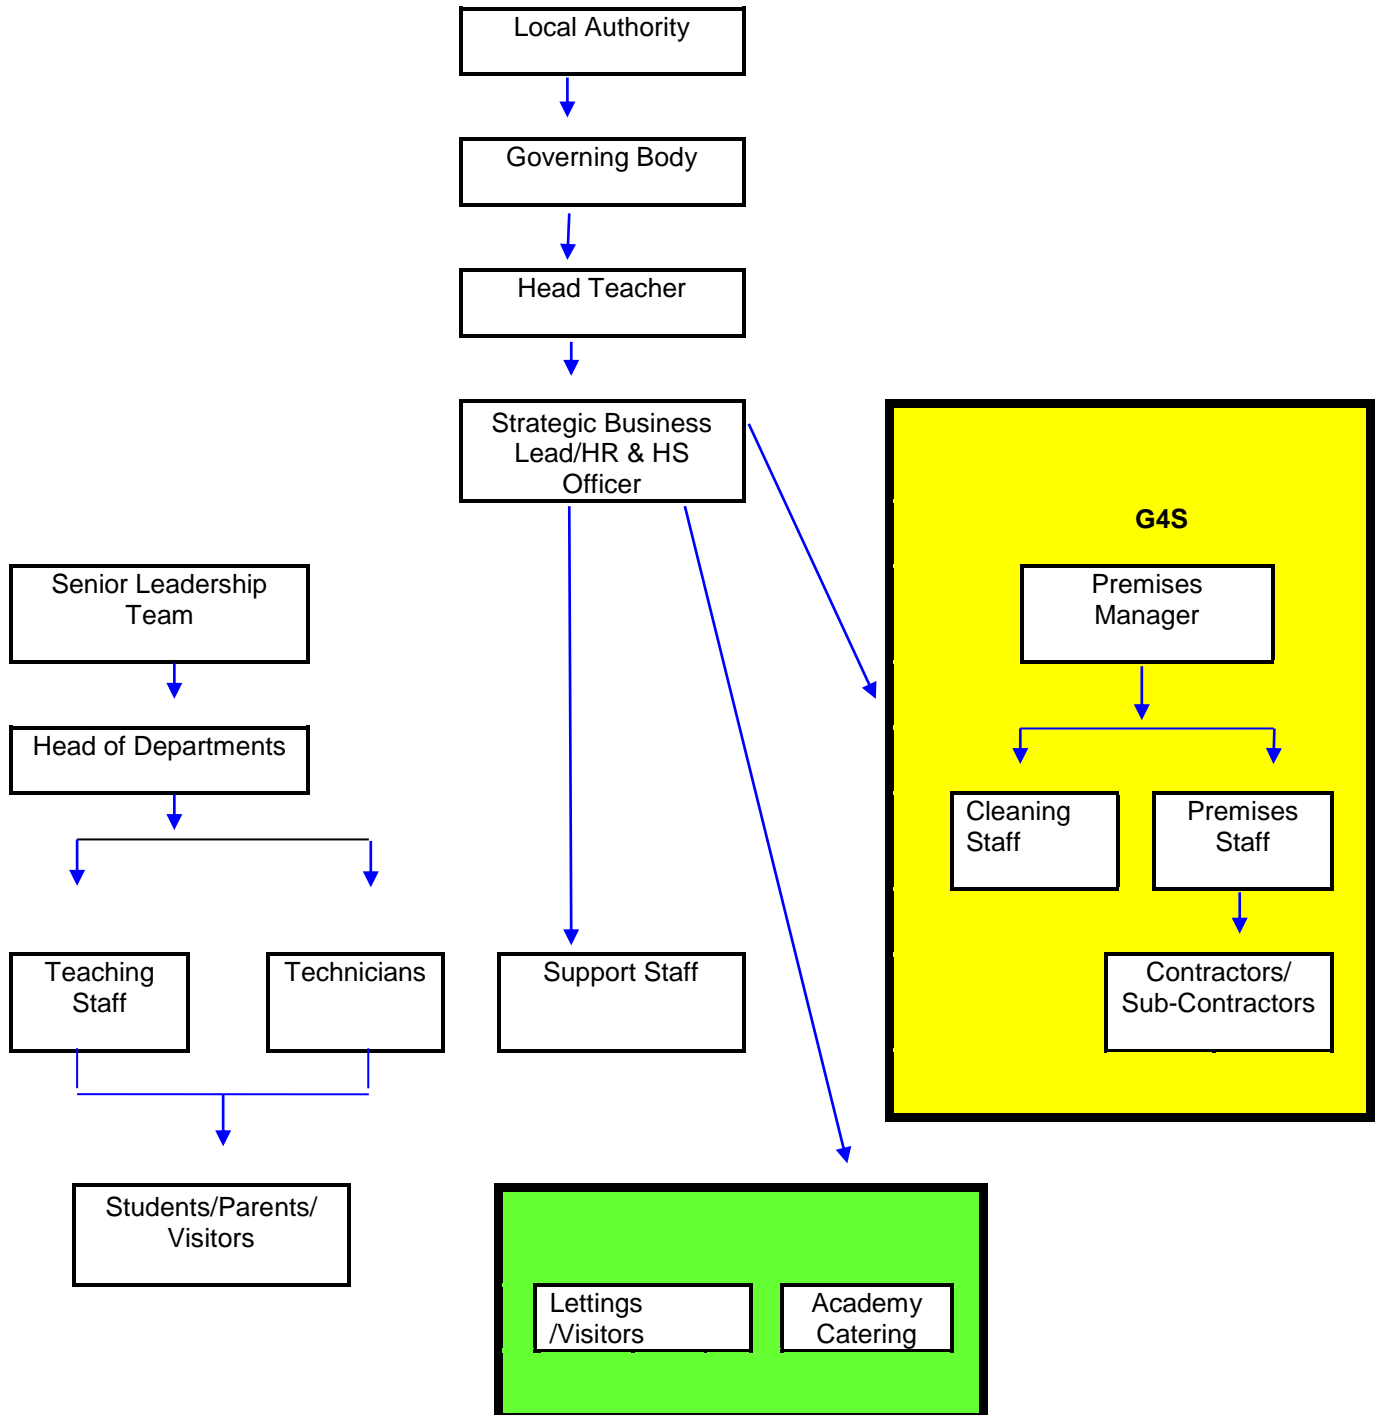 Local Authority
Governing Body
Head Teacher
Strategic Business
Lead/HR & HS
Officer
G4S
Senior Leadership
Team
Premises
Manager
Head of Departments
Cleaning
Staff
Premises
Staff
Teaching
Staff
Technicians
Support Staff
Contractors/
Sub-Contractors
Students/Parents/
Visitors
Lettings
/Visitors
Academy
Catering